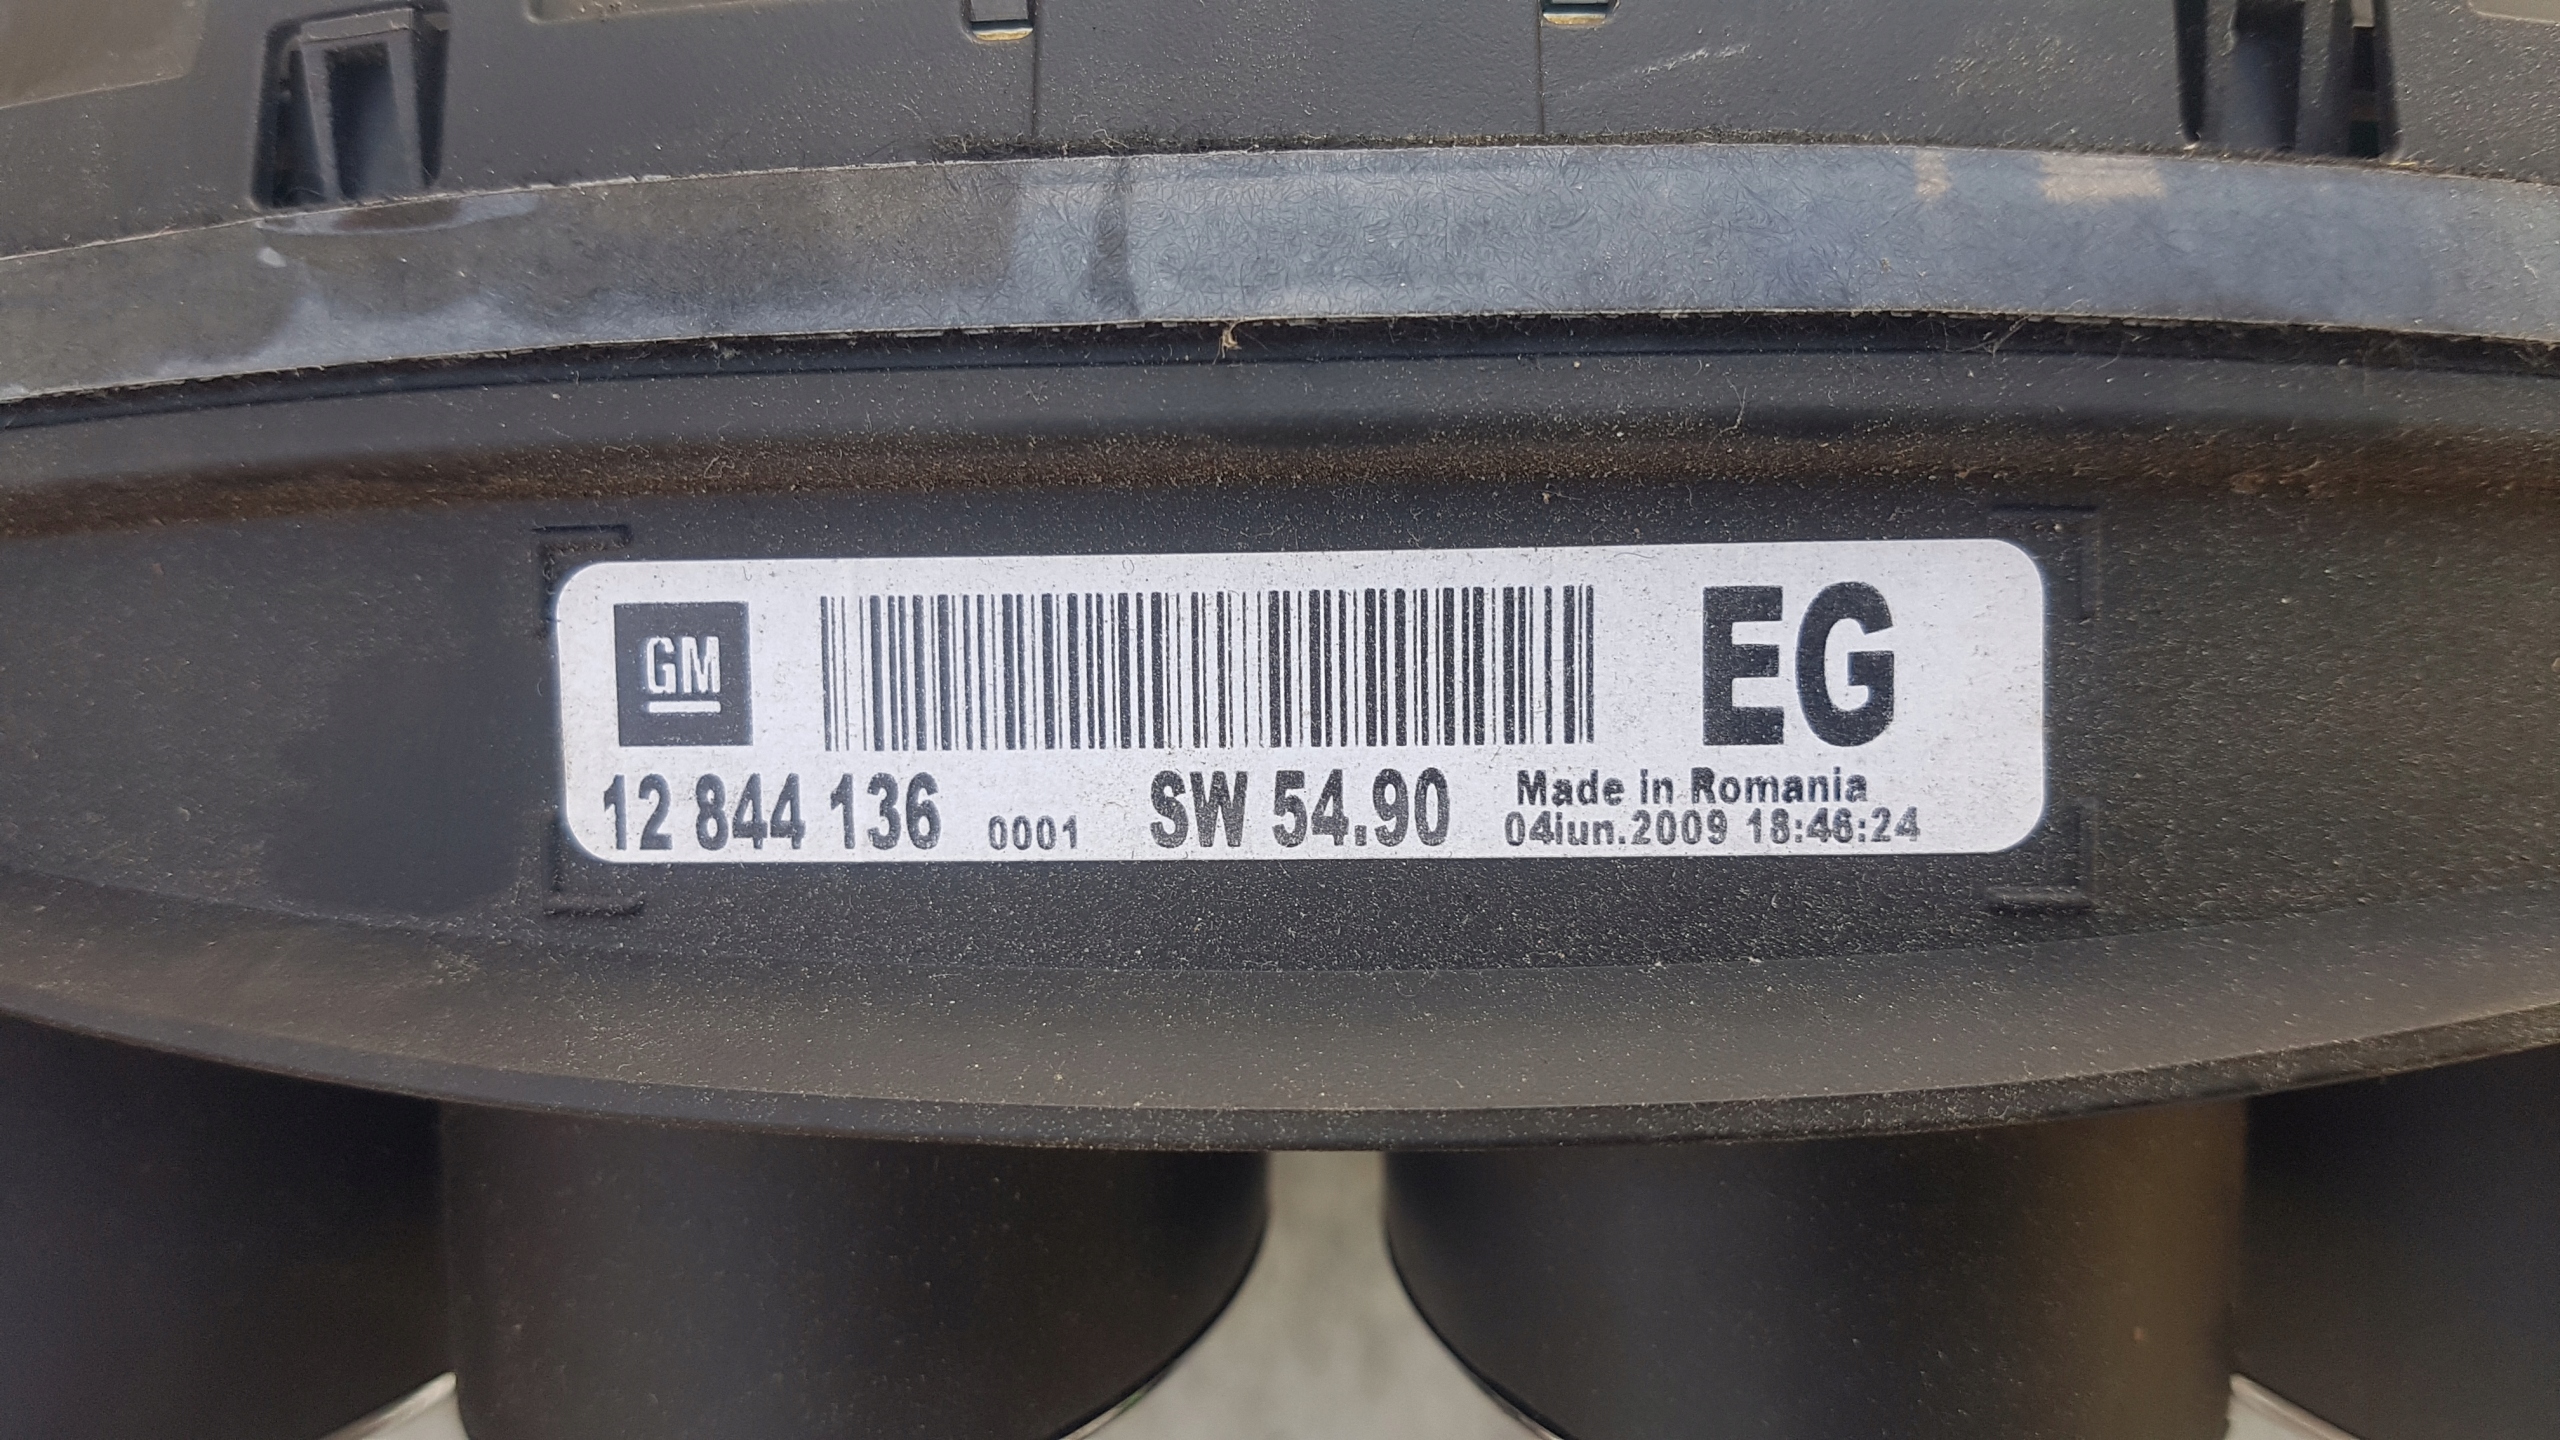 GM
EG
12 844 136 0001 SW 54.90
Made in Romania
04iun.2009 18:46:24